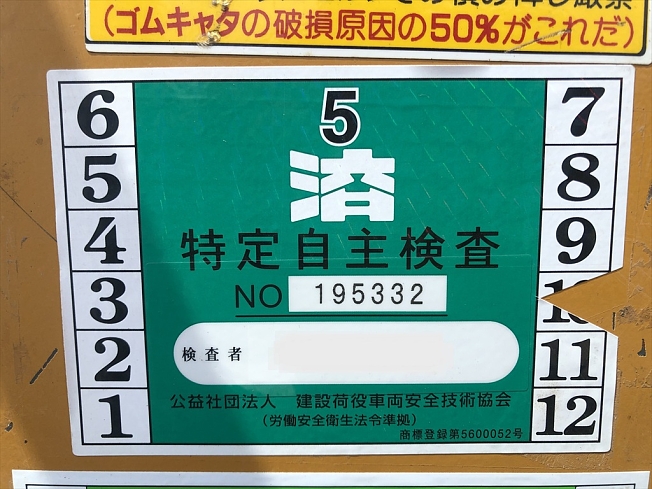 (ゴムキャタの破損原因の50%がこれだ)
5
済
特定自主検査
NO 195332
検査者
公益社団法人 建設荷役車両安全技術協会
(労働安全衛生法令準拠)
商標登録第5600052号
6
5
4
3
2
1
7
8
9
11
12